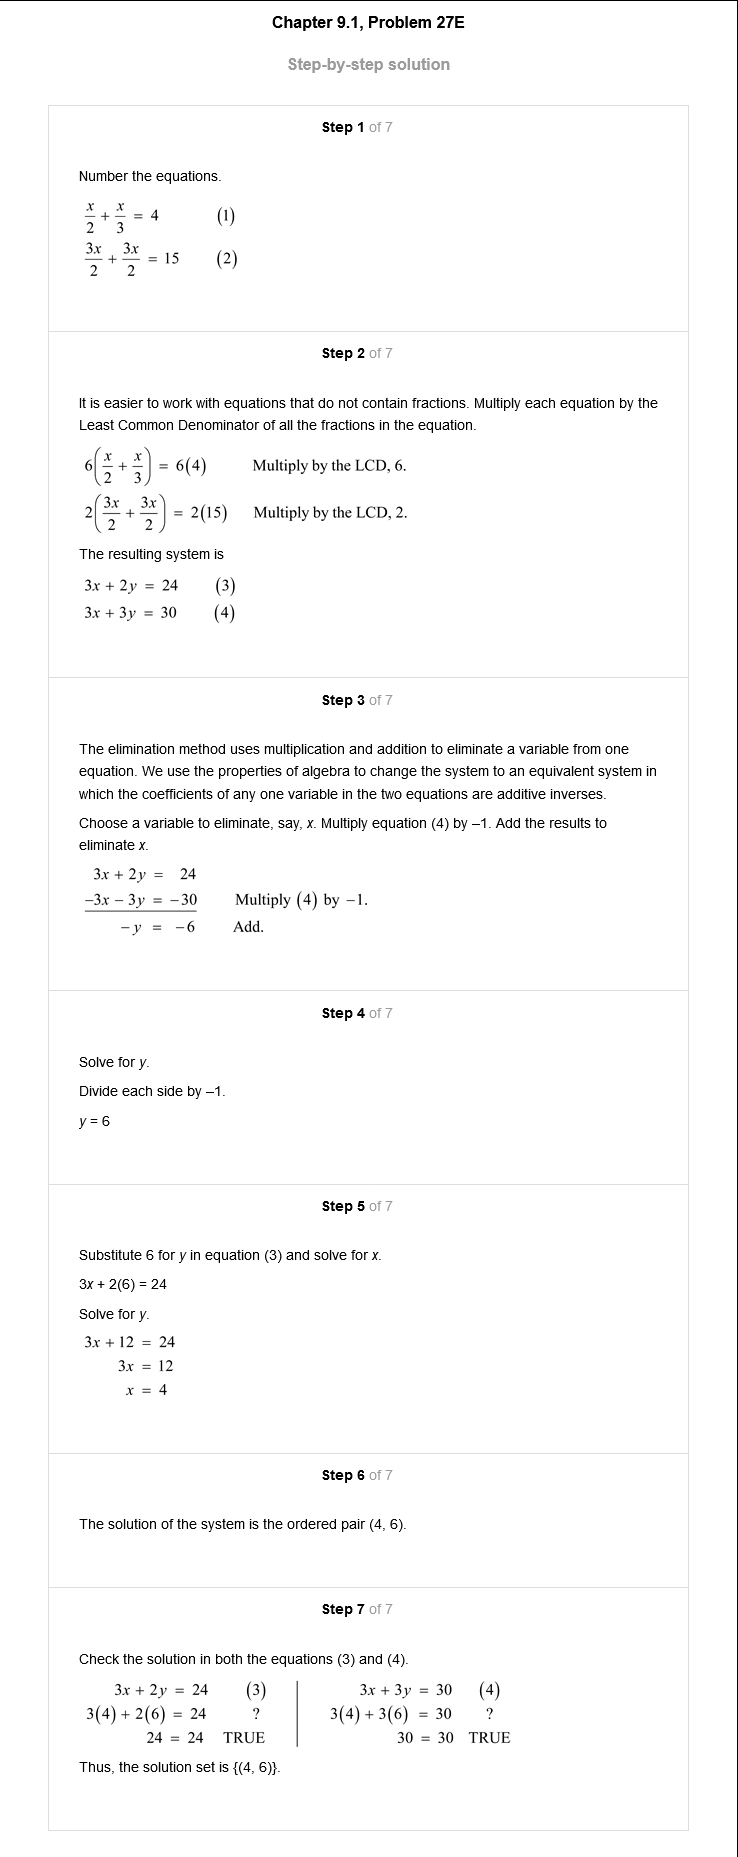 Chapter 9.1, Problem 27E
Step-by-step solution
Step 1 of 7
Number the equations.
x/2 + x/3 = 4 (1)
3x/2 + 3x/2 = 15 (2)
Step 2 of 7
It is easier to work with equations that do not contain fractions. Multiply each equation by the
Least Common Denominator of all the fractions in the equation.
6(x/2 + x/3) = 6(4) Multiply by the LCD, 6.
2(3x/2 + 3x/2) = 2(15) Multiply by the LCD, 2.
The resulting system is
3x + 2y = 24 (3)
3x + 3y = 30 (4)
Step 3 of 7
The elimination method uses multiplication and addition to eliminate a variable from one
equation. We use the properties of algebra to change the system to an equivalent system in
which the coefficients of any one variable in the two equations are additive inverses.
Choose a variable to eliminate, say, x. Multiply equation (4) by –1. Add the results to
eliminate x.
3x + 2y = 24
−3x − 3y = −30 Multiply (4) by −1.
−y = −6 Add.
Step 4 of 7
Solve for y.
Divide each side by –1.
y = 6
Step 5 of 7
Substitute 6 for y in equation (3) and solve for x.
3x + 2(6) = 24
Solve for y.
3x + 12 = 24
3x = 12
x = 4
Step 6 of 7
The solution of the system is the ordered pair (4, 6).
Step 7 of 7
Check the solution in both the equations (3) and (4).
3x + 2y = 24 (3) 3x + 3y = 30 (4)
3(4) + 2(6) = 24 ? 3(4) + 3(6) = 30 ?
24 = 24 TRUE 30 = 30 TRUE
Thus, the solution set is {(4, 6)}.